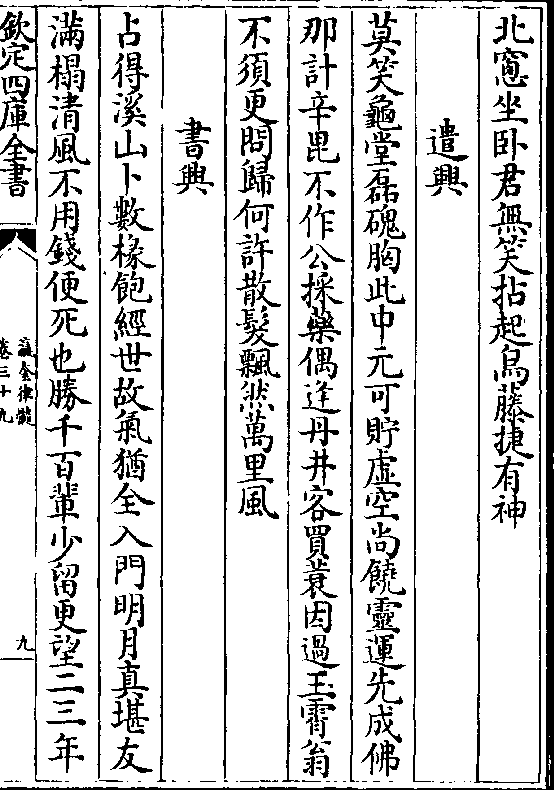 北窻坐卧君無笑拈起烏藤捷有神
遣興
莫笑龜堂磊磈胸此中元可貯虛空尚饒靈運先成佛
那計辛毘不作公採藥偶逢丹井客買蓑因過玉霄翁
不須更問歸何許散髮飄然萬里風
書興
占得溪山卜數椽飽經世故氣猶全入門明月真堪友
滿榻清風不用錢便死也勝千百輩少留更望二三年
欽定四庫全書
瀛奎律髓
卷三十九
九